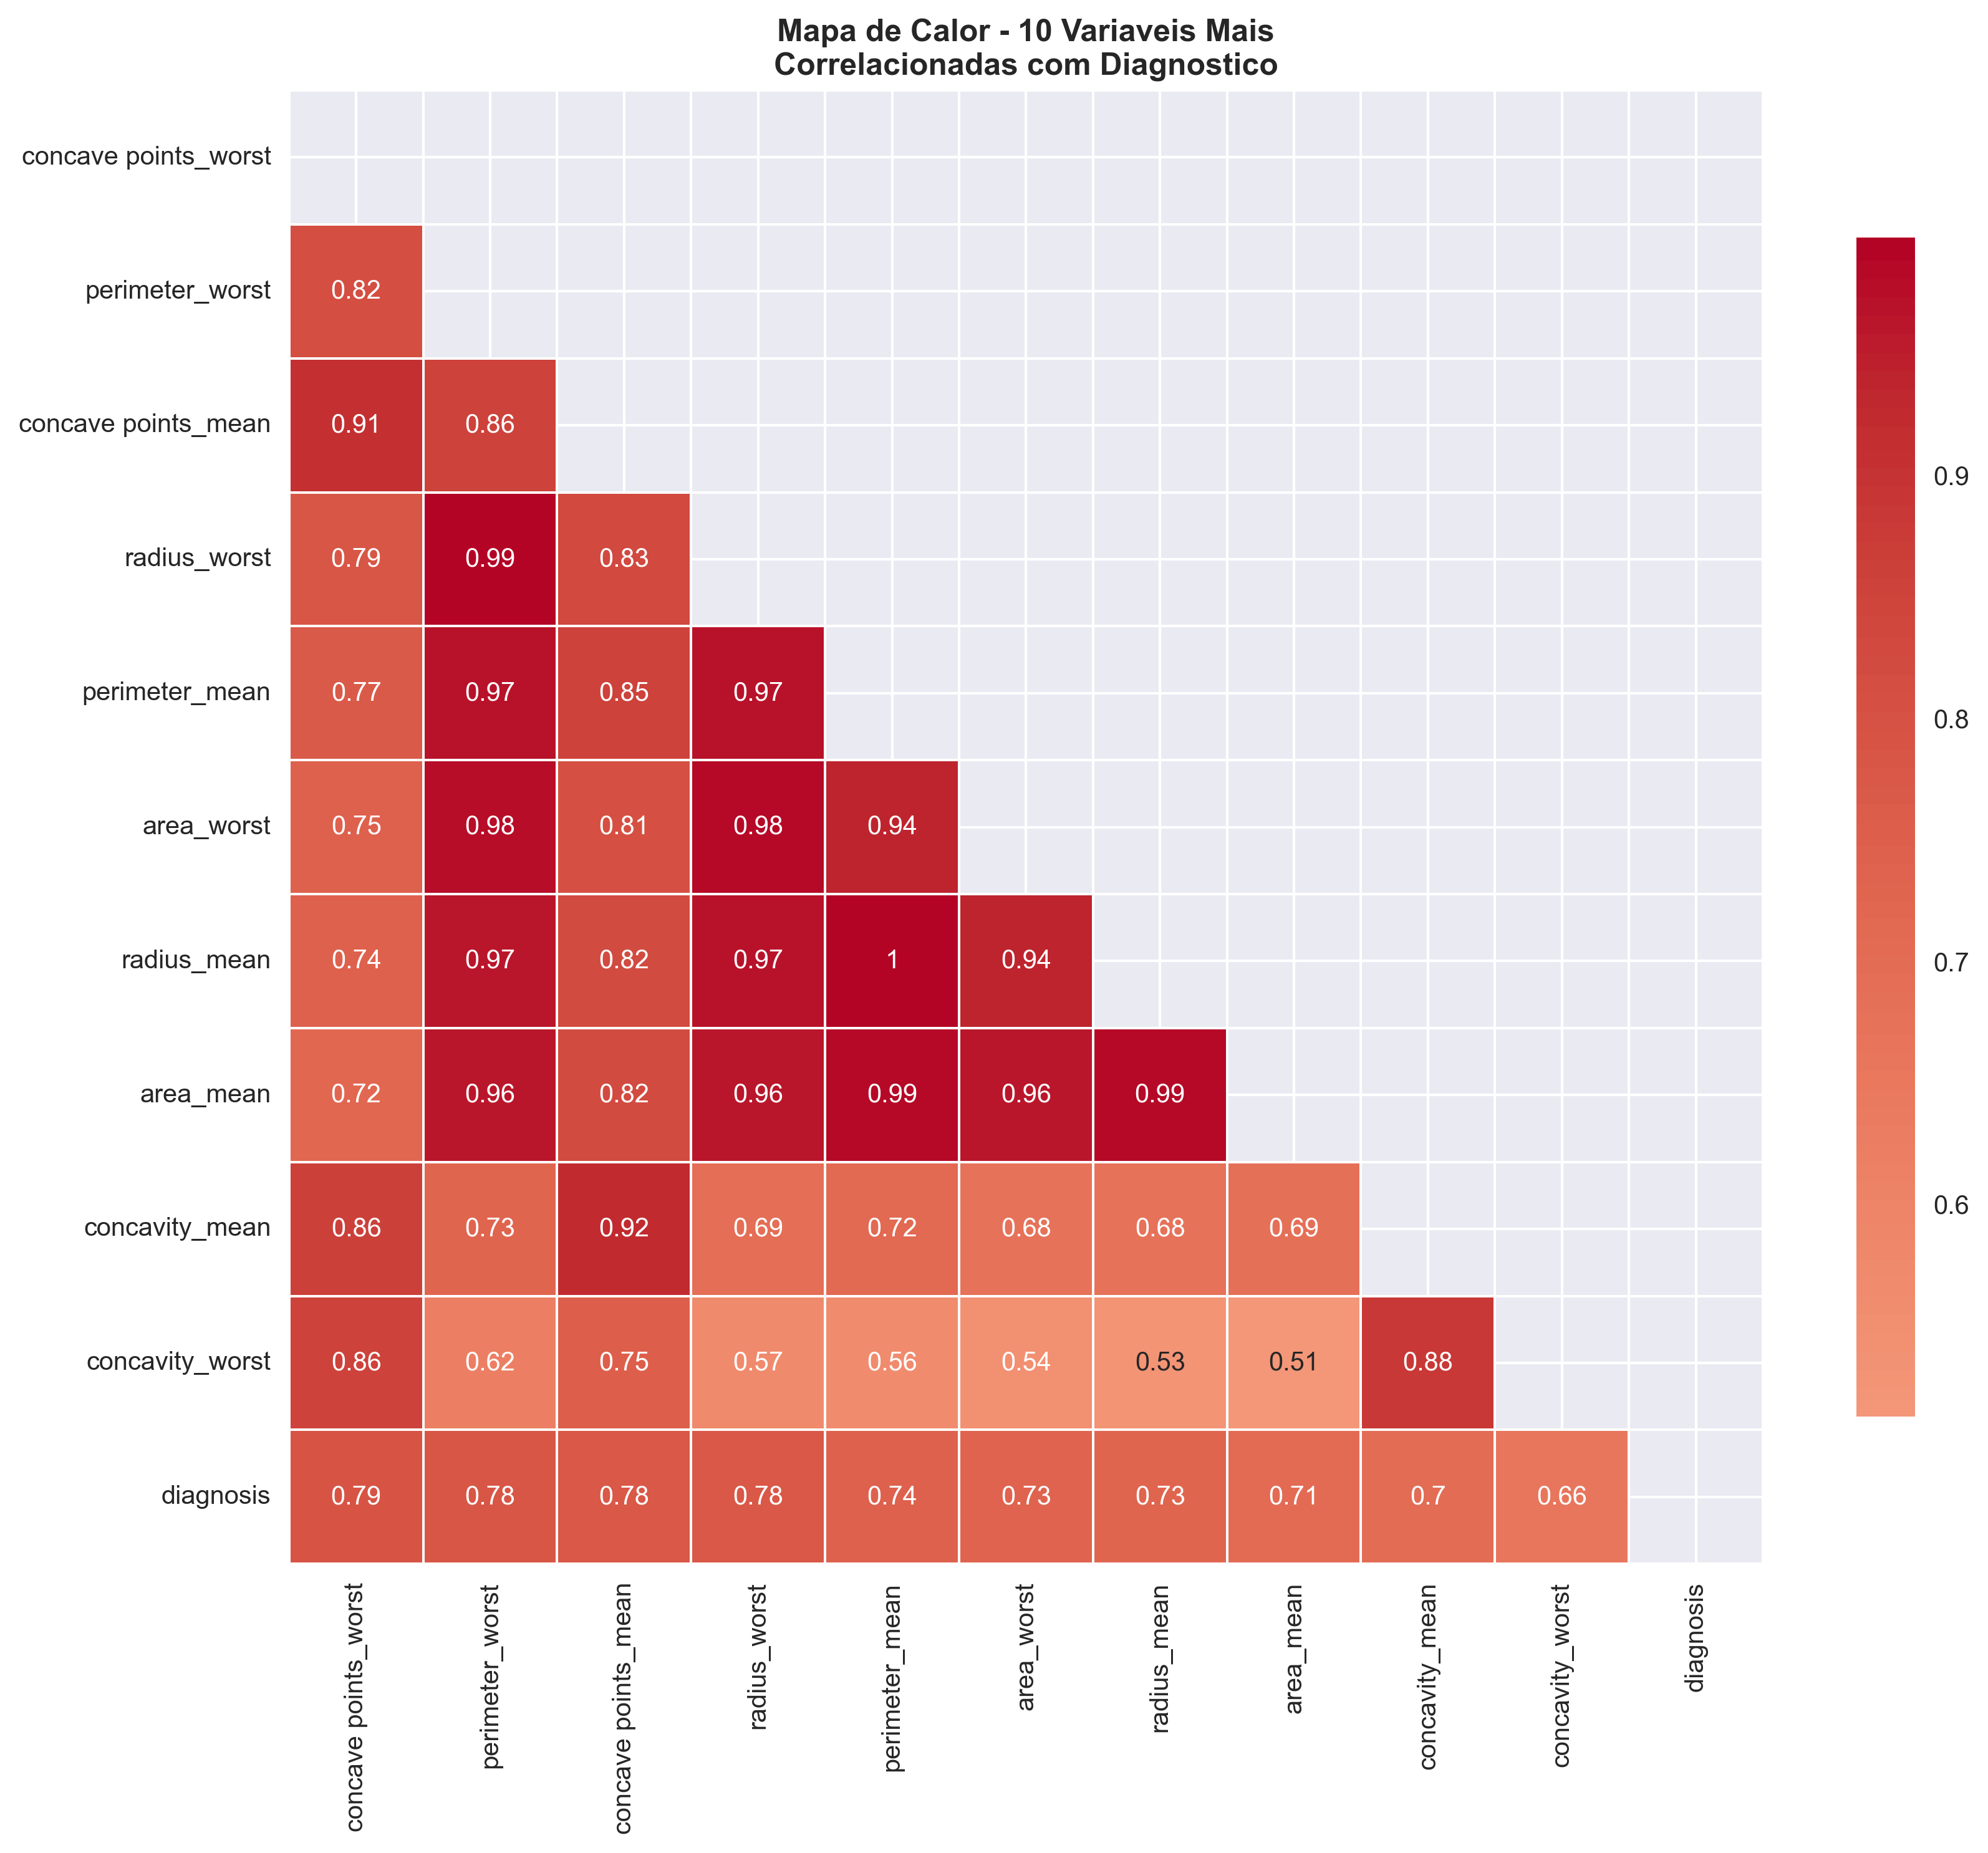 Mapa de Calor - 10 Variaveis Mais
Correlacionadas com Diagnostico
concave points_worst
perimeter_worst 0.82
concave points_mean 0.91 0.86
radius_worst 0.79 0.99 0.83
perimeter_mean 0.77 0.97 0.85 0.97
area_worst 0.75 0.98 0.81 0.98 0.94
radius_mean 0.74 0.97 0.82 0.97 1 0.94
area_mean 0.72 0.96 0.82 0.96 0.99 0.96 0.99
concavity_mean 0.86 0.73 0.92 0.69 0.72 0.68 0.68 0.69
concavity_worst 0.86 0.62 0.75 0.57 0.56 0.54 0.53 0.51 0.88
diagnosis 0.79 0.78 0.78 0.78 0.74 0.73 0.73 0.71 0.7 0.66
concave points_worst
perimeter_worst
concave points_mean
radius_worst
perimeter_mean
area_worst
radius_mean
area_mean
concavity_mean
concavity_worst
diagnosis
0.9
0.8
0.7
0.6